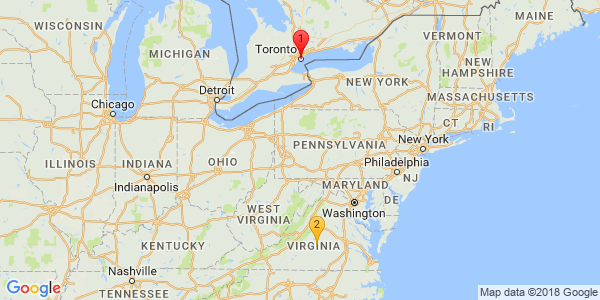 MAINE
WISCONSIN
MICHIGAN
Toronto
1
VERMONT
NEW
HAMPSHIRE
NEW YORK
Detroit
MASSACHUSETTS
Chicago
CT
RI
PENNSYLVANIA
New York
ILLINOIS
INDIANA
OHIO
Philadelphia
NJ
Indianapolis
MARYLAND
DE
WEST
VIRGINIA
Washington
2
KENTUCKY
VIRGINIA
Nashville
TENNESSEE
Google
Map data ©2018 Google